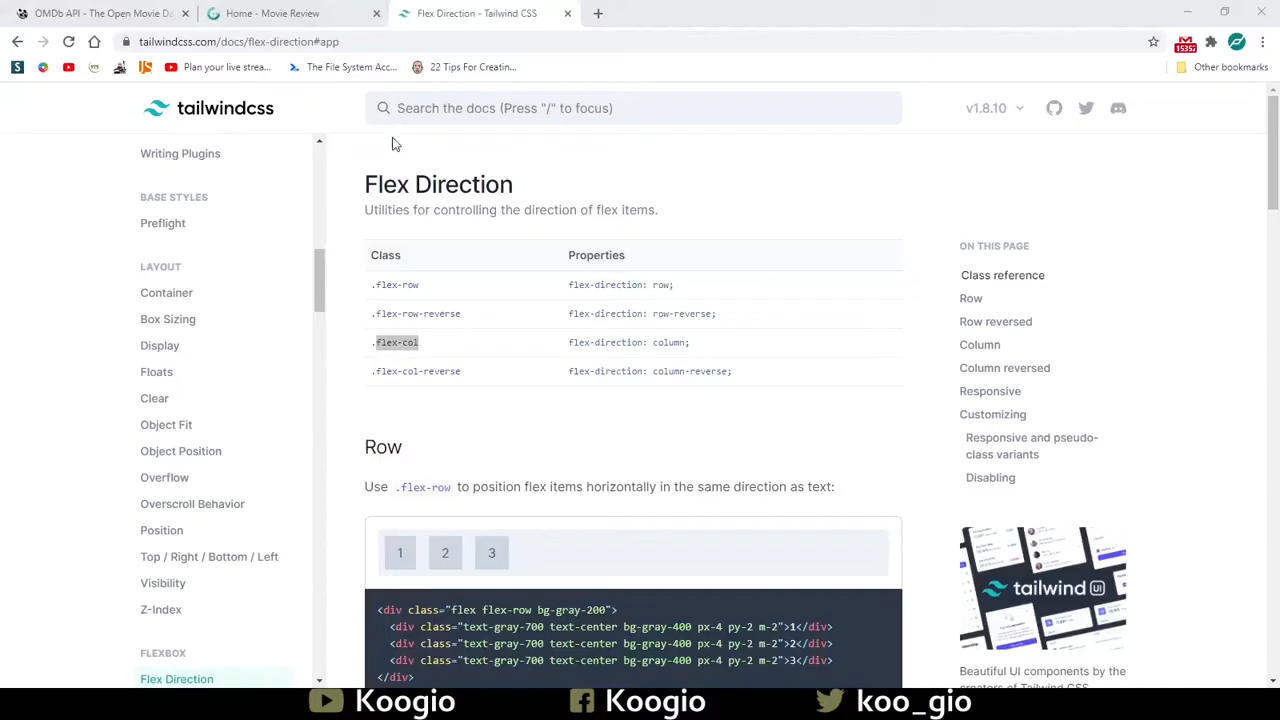 OMDb API - The Open Movie Da
Home - Movie Review
Flex Direction - Tailwind CSS
tailwindcss.com/docs/flex-direction#app
Plan your live strea...
The File System Acc...
22 Tips For Creatin...
Other bookmarks
tailwindcss
Search the docs (Press "/" to focus)
v1.8.10
Writing Plugins
BASE STYLES
Preflight
LAYOUT
Container
Box Sizing
Display
Floats
Clear
Object Fit
Object Position
Overflow
Overscroll Behavior
Position
Top / Right / Bottom / Left
Visibility
Z-Index
FLEXBOX
Flex Direction
Flex Direction
Utilities for controlling the direction of flex items.
Class Properties
.flex-row flex-direction: row;
.flex-row-reverse flex-direction: row-reverse;
.flex-col flex-direction: column;
.flex-col-reverse flex-direction: column-reverse;
Row
Use .flex-row to position flex items horizontally in the same direction as text:
1 2 3
<div class="flex flex-row bg-gray-200">
<div class="text-gray-700 text-center bg-gray-400 px-4 py-2 m-2">1</div>
<div class="text-gray-700 text-center bg-gray-400 px-4 py-2 m-2">2</div>
<div class="text-gray-700 text-center bg-gray-400 px-4 py-2 m-2">3</div>
</div>
ON THIS PAGE
Class reference
Row
Row reversed
Column
Column reversed
Responsive
Customizing
Responsive and pseudo-
class variants
Disabling
tailwind UI
Beautiful UI components by the
creators of Tailwind CSS.
Koogio Koogio koo_gio